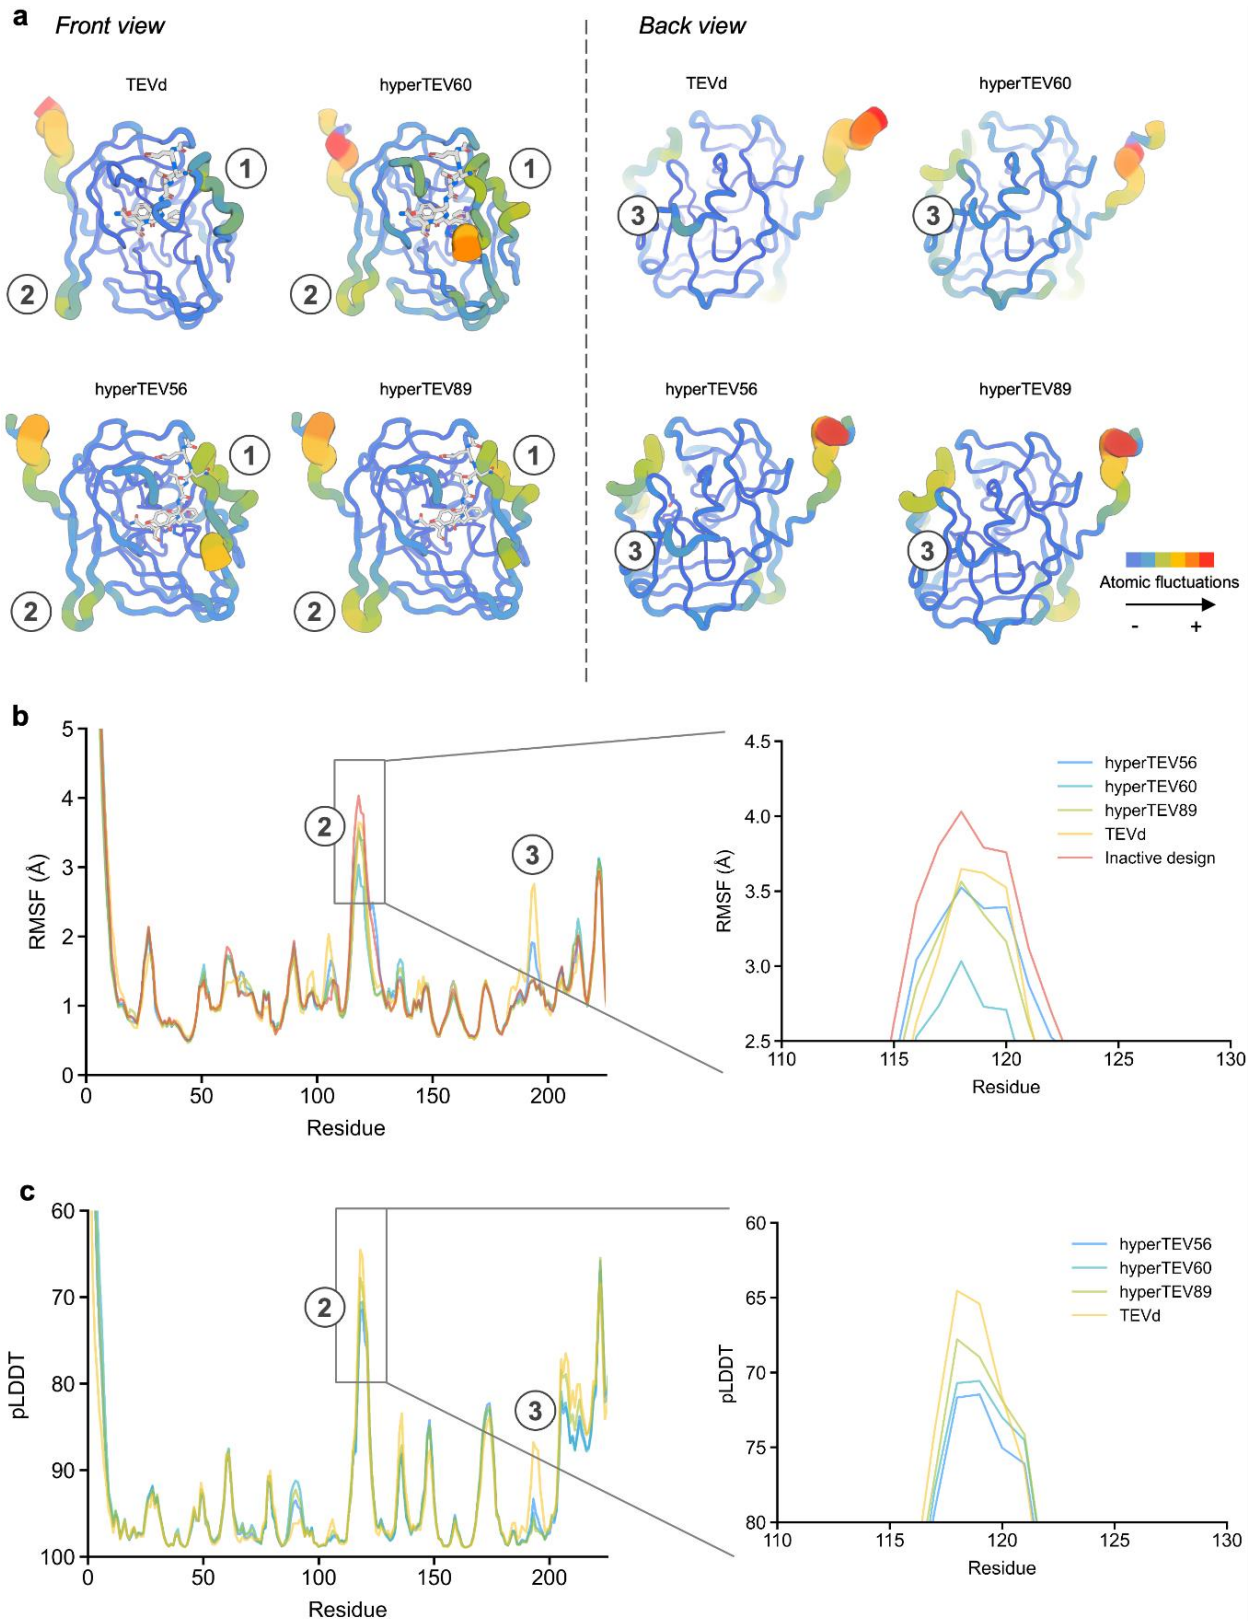 a
Front view
Back view
TEVd
hyperTEV60
TEVd
hyperTEV60
1
1
2
2
3
3
hyperTEV56
hyperTEV89
hyperTEV56
hyperTEV89
1
1
2
2
3
3
Atomic fluctuations
- +
b
5
4
3
2
1
0
RMSF (Å)
0 50 100 150 200
Residue
2
3
4.5
4.0
3.5
3.0
2.5
RMSF (Å)
110 115 120 125 130
Residue
hyperTEV56
hyperTEV60
hyperTEV89
TEVd
Inactive design
c
60
70
80
90
100
pLDDT
0 50 100 150 200
Residue
2
3
60
65
70
75
80
pLDDT
110 115 120 125 130
Residue
hyperTEV56
hyperTEV60
hyperTEV89
TEVd